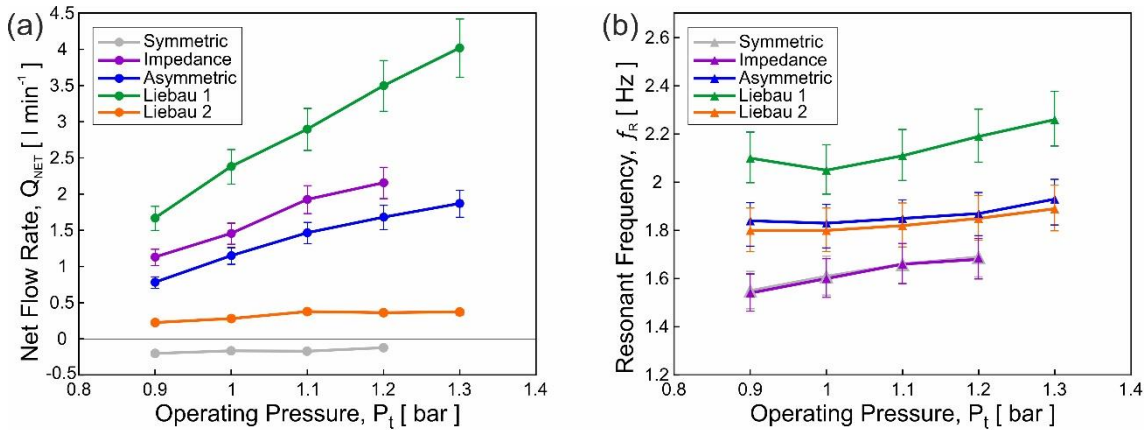 (a)
Net Flow Rate, Q_NET [ l min⁻¹ ]
4.5
4
3.5
3
2.5
2
1.5
1
0.5
0
-0.5
Symmetric
Impedance
Asymmetric
Liebau 1
Liebau 2
0.8 0.9 1 1.1 1.2 1.3 1.4
Operating Pressure, P_t [ bar ]
(b)
Resonant Frequency, f_R [ Hz ]
2.6
2.4
2.2
2
1.8
1.6
1.4
1.2
Symmetric
Impedance
Asymmetric
Liebau 1
Liebau 2
0.8 0.9 1 1.1 1.2 1.3 1.4
Operating Pressure, P_t [ bar ]